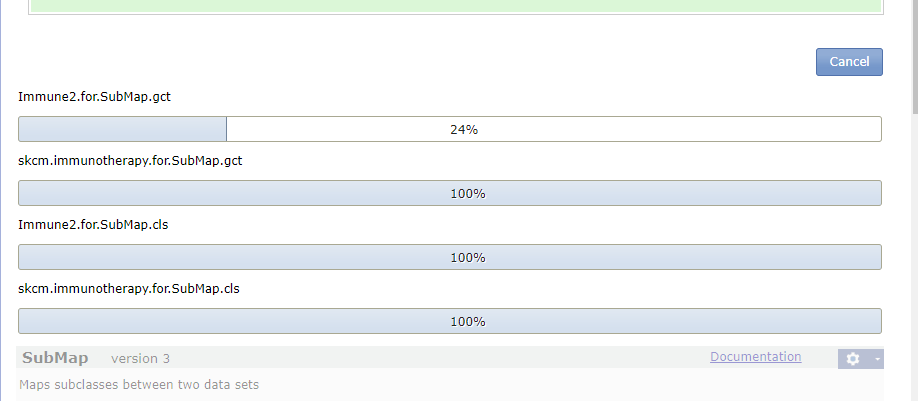 Cancel
Immune2.for.SubMap.gct
24%
skcm.immunotherapy.for.SubMap.gct
100%
Immune2.for.SubMap.cls
100%
skcm.immunotherapy.for.SubMap.cls
100%
SubMap version 3 Documentation
Maps subclasses between two data sets